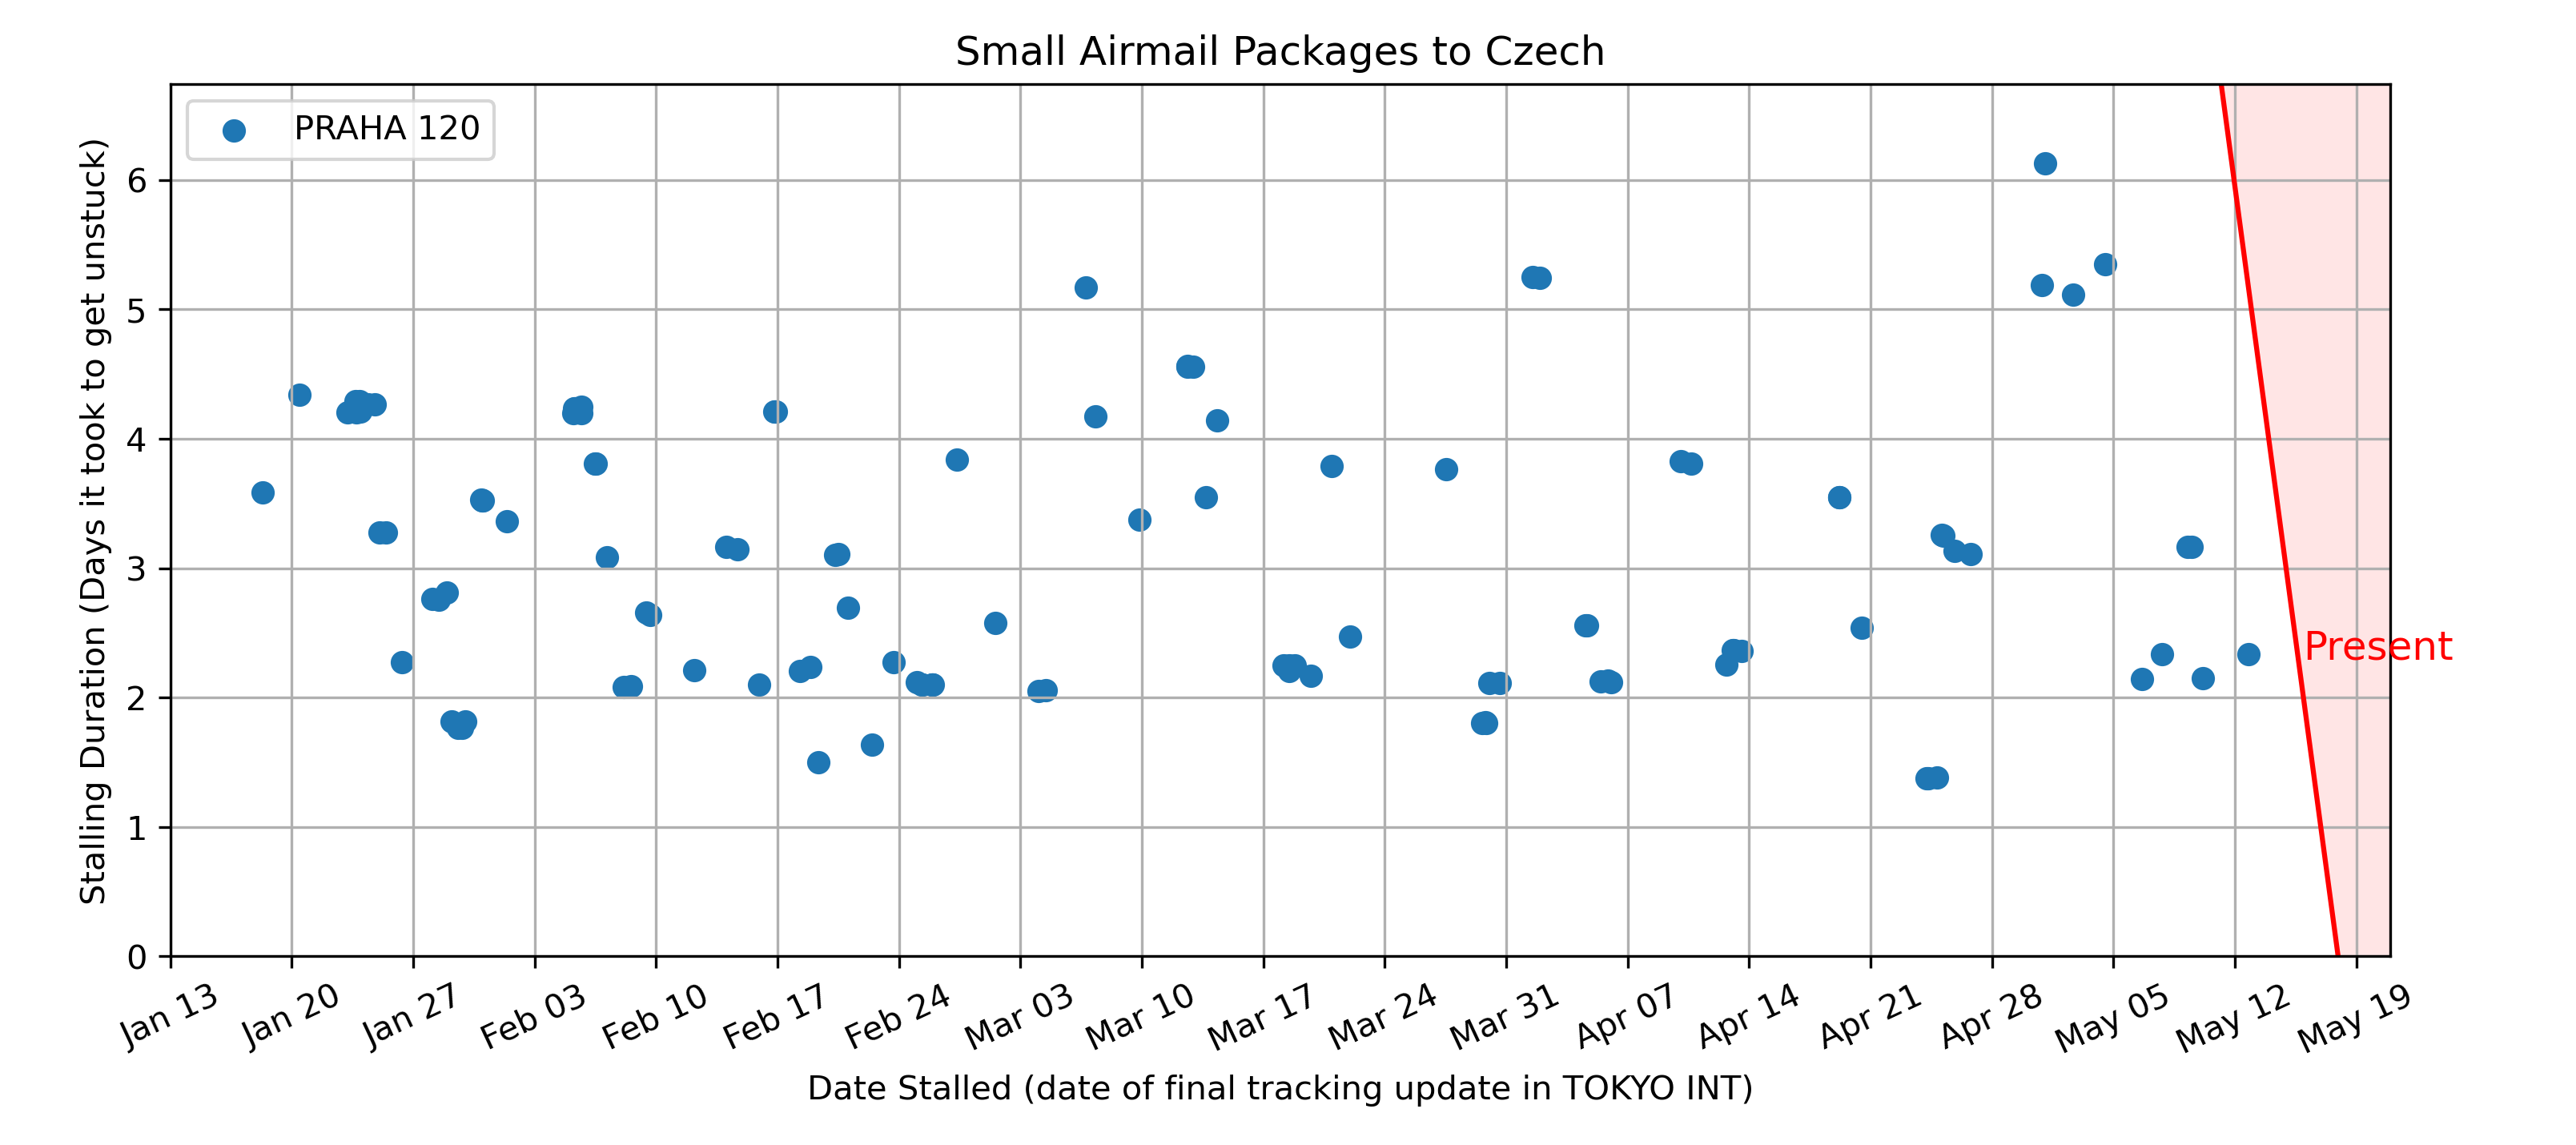 Small Airmail Packages to Czech
PRAHA 120
Stalling Duration (Days it took to get unstuck)
6
5
4
3
2
1
0
Present
Jan 13
Jan 20
Jan 27
Feb 03
Feb 10
Feb 17
Feb 24
Mar 03
Mar 10
Mar 17
Mar 24
Mar 31
Apr 07
Apr 14
Apr 21
Apr 28
May 05
May 12
May 19
Date Stalled (date of final tracking update in TOKYO INT)